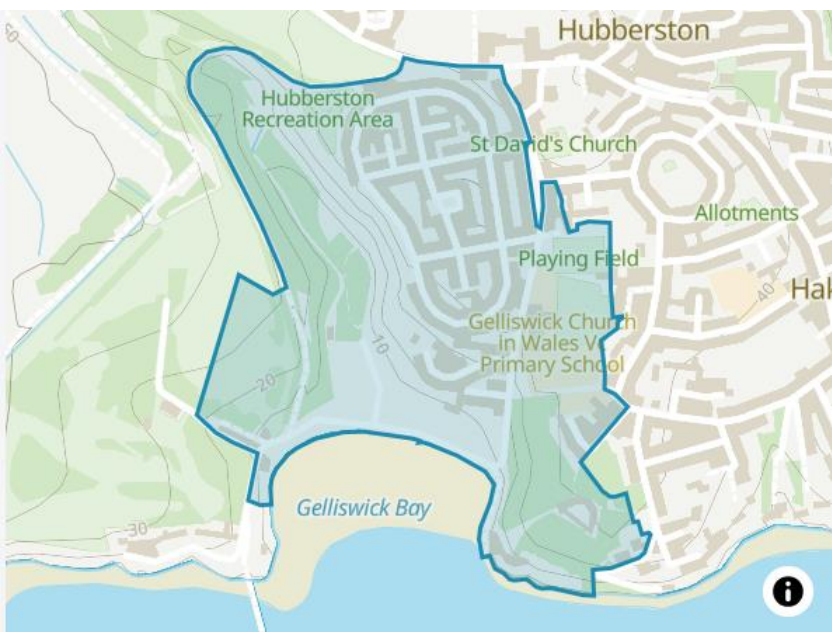 Hubberston
Hubberston
Recreation Area
St David's Church
Allotments
Playing Field
Gelliswick Church
in Wales V
Primary School
Hak
50
40
10
20
30
Gelliswick Bay
i